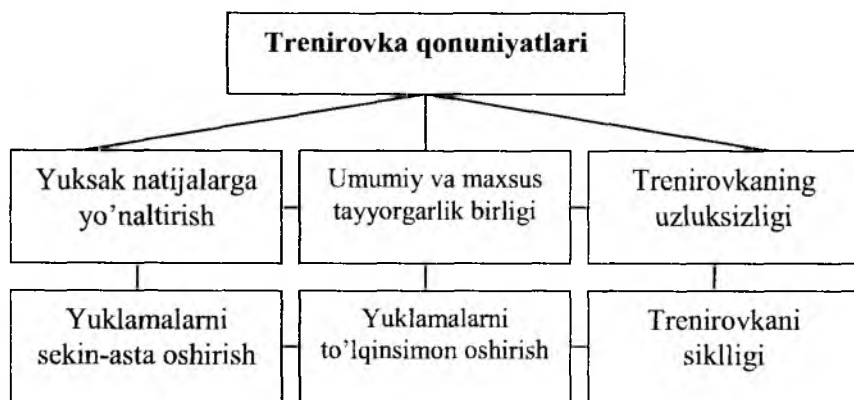 Trenirovka qonuniyatlari
Yuksak natijalarga
yo'naltirish
Umumiy va maxsus
tayyorgarlik birligi
Trenirovkaning
uzluksizligi
Yuklamalarni
sekin-asta oshirish
Yuklamalarni
to'lqinsimon oshirish
Trenirovkani
siklligi